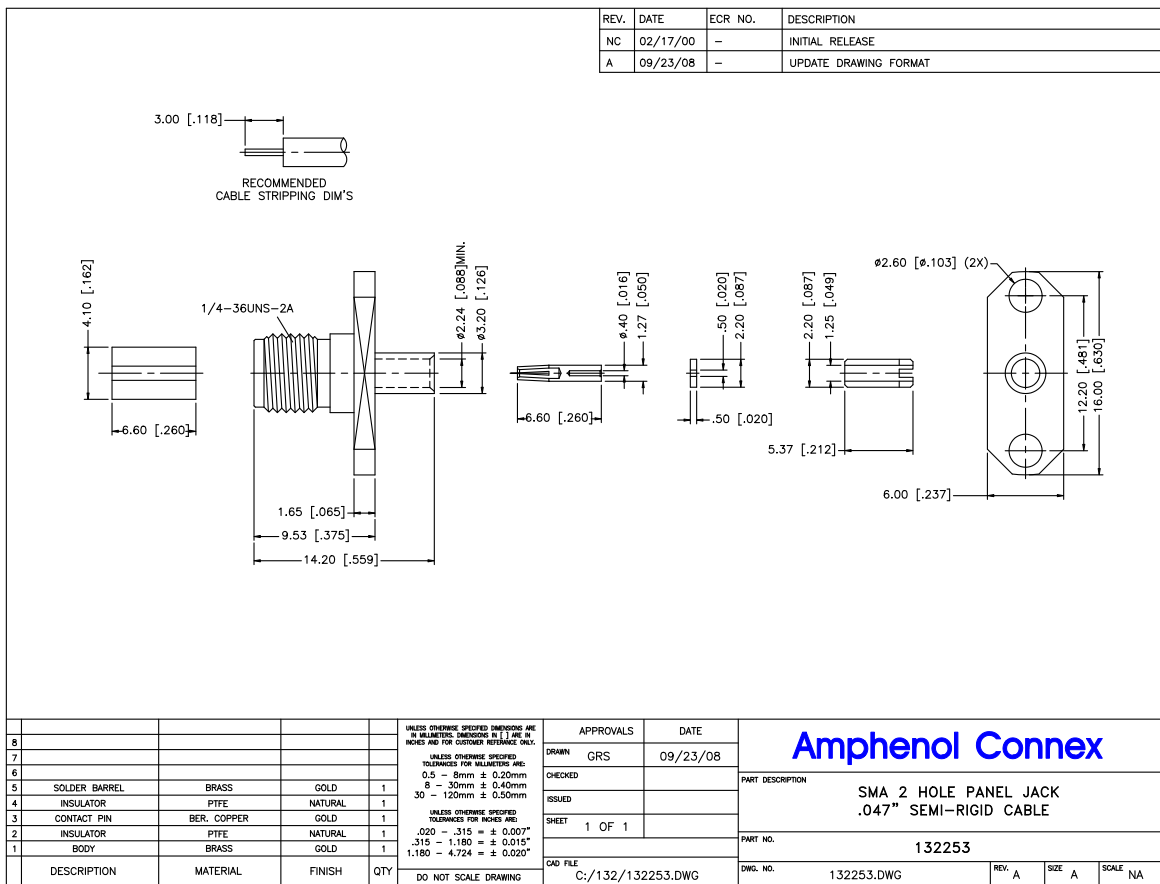 REV. DATE ECR NO. DESCRIPTION
NC 02/17/00 – INITIAL RELEASE
A 09/23/08 – UPDATE DRAWING FORMAT
3.00 [.118]
RECOMMENDED
CABLE STRIPPING DIM'S
4.10 [.162]
6.60 [.260]
1/4-36UNS-2A
ø2.24 [.088]MIN.
ø3.20 [.126]
1.65 [.065]
9.53 [.375]
14.20 [.559]
ø.40 [.016]
1.27 [.050]
6.60 [.260]
.50 [.020]
2.20 [.087]
.50 [.020]
2.20 [.087]
1.25 [.049]
5.37 [.212]
ø2.60 [ø.103] (2X)
12.20 [.481]
16.00 [.630]
6.00 [.237]
8
7
6
5 SOLDER BARREL BRASS GOLD 1
4 INSULATOR PTFE NATURAL 1
3 CONTACT PIN BER. COPPER GOLD 1
2 INSULATOR PTFE NATURAL 1
1 BODY BRASS GOLD 1
DESCRIPTION MATERIAL FINISH QTY
UNLESS OTHERWISE SPECIFIED DIMENSIONS ARE
IN MILLIMETERS. DIMENSIONS IN [ ] ARE IN
INCHES AND FOR CUSTOMER REFERANCE ONLY.
UNLESS OTHERWISE SPECIFIED
TOLERANCES FOR MILLIMETERS ARE:
0.5 – 8mm ± 0.20mm
8 – 30mm ± 0.40mm
30 – 120mm ± 0.50mm
UNLESS OTHERWISE SPECIFIED
TOLERANCES FOR INCHES ARE:
.020 – .315 = ± 0.007"
.315 – 1.180 = ± 0.015"
1.180 – 4.724 = ± 0.020"
DO NOT SCALE DRAWING
APPROVALS DATE
DRAWN GRS 09/23/08
CHECKED
ISSUED
SHEET 1 OF 1
CAD FILE
C:/132/132253.DWG
Amphenol Connex
PART DESCRIPTION
SMA 2 HOLE PANEL JACK
.047" SEMI-RIGID CABLE
PART NO.
132253
DWG. NO. 132253.DWG REV. A SIZE A SCALE NA